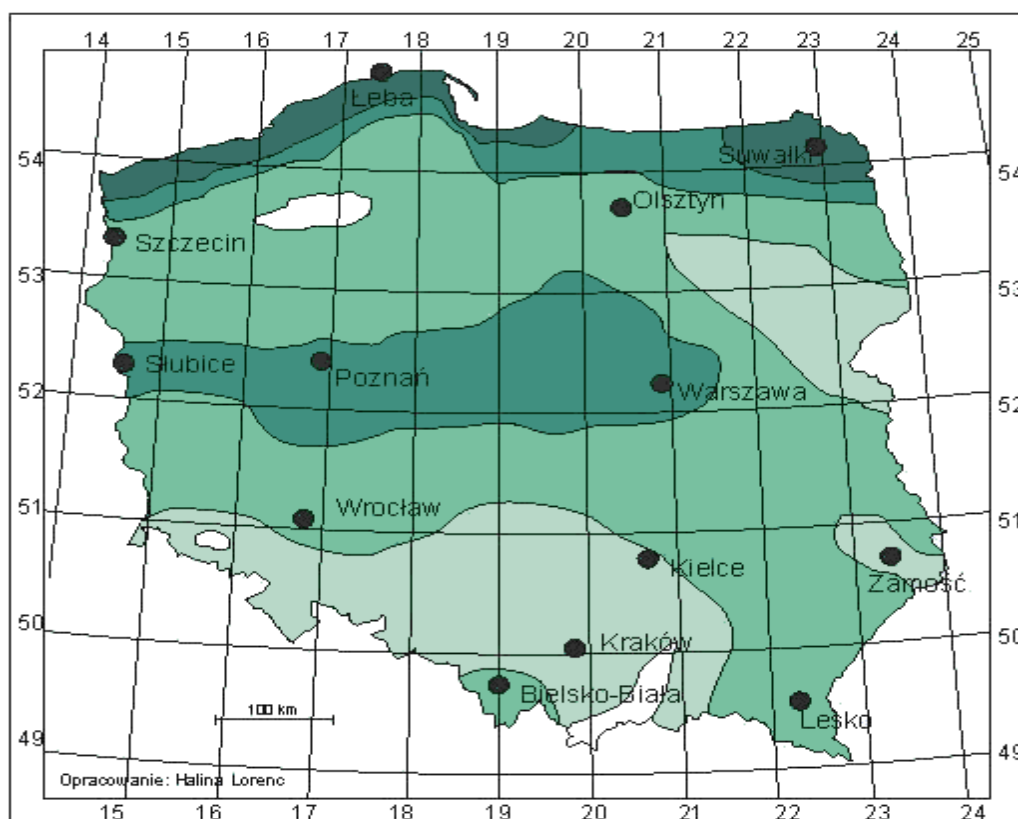 14 15 16 17 18 19 20 21 22 23 24 25
Łeba
54 Suwałki 54
Olsztyn
Szczecin
53 53
Słubice Poznań Warszawa
52 52
51 Wrocław 51
Kielce Zamość
50 Kraków 50
Bielsko-Biała Lesko
100 km
49 49
Opracowanie: Halina Lorenc
15 16 17 18 19 20 21 22 23 24